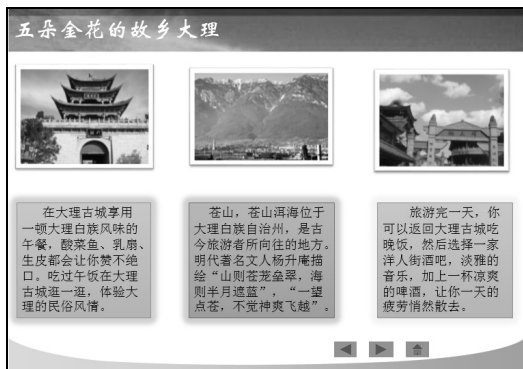 五朵金花的故乡大理
在大理古城享用
一顿大理白族风味的
午餐，酸菜鱼、乳扇、
生皮都会让你赞不绝
口。吃过午饭在大理
古城逛一逛，体验大
理的民俗风情。
苍山，苍山洱海位于
大理白族自治州，是古
今旅游者所向往的地方。
明代著名文人杨升庵描
绘“山则苍茏垒翠，海
则半月遮蓝”，“一望
点苍，不觉神爽飞越”。
旅游完一天，你
可以返回大理古城吃
晚饭，然后选择一家
洋人街酒吧，淡雅的
音乐，加上一杯凉爽
的啤酒，让你一天的
疲劳悄然散去。